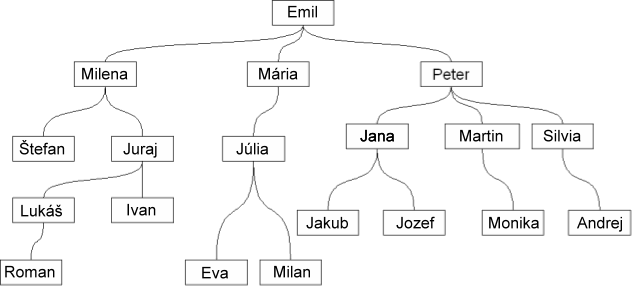 Emil
Milena
Mária
Peter
Štefan
Juraj
Júlia
Jana
Martin
Silvia
Lukáš
Ivan
Jakub
Jozef
Monika
Andrej
Roman
Eva
Milan